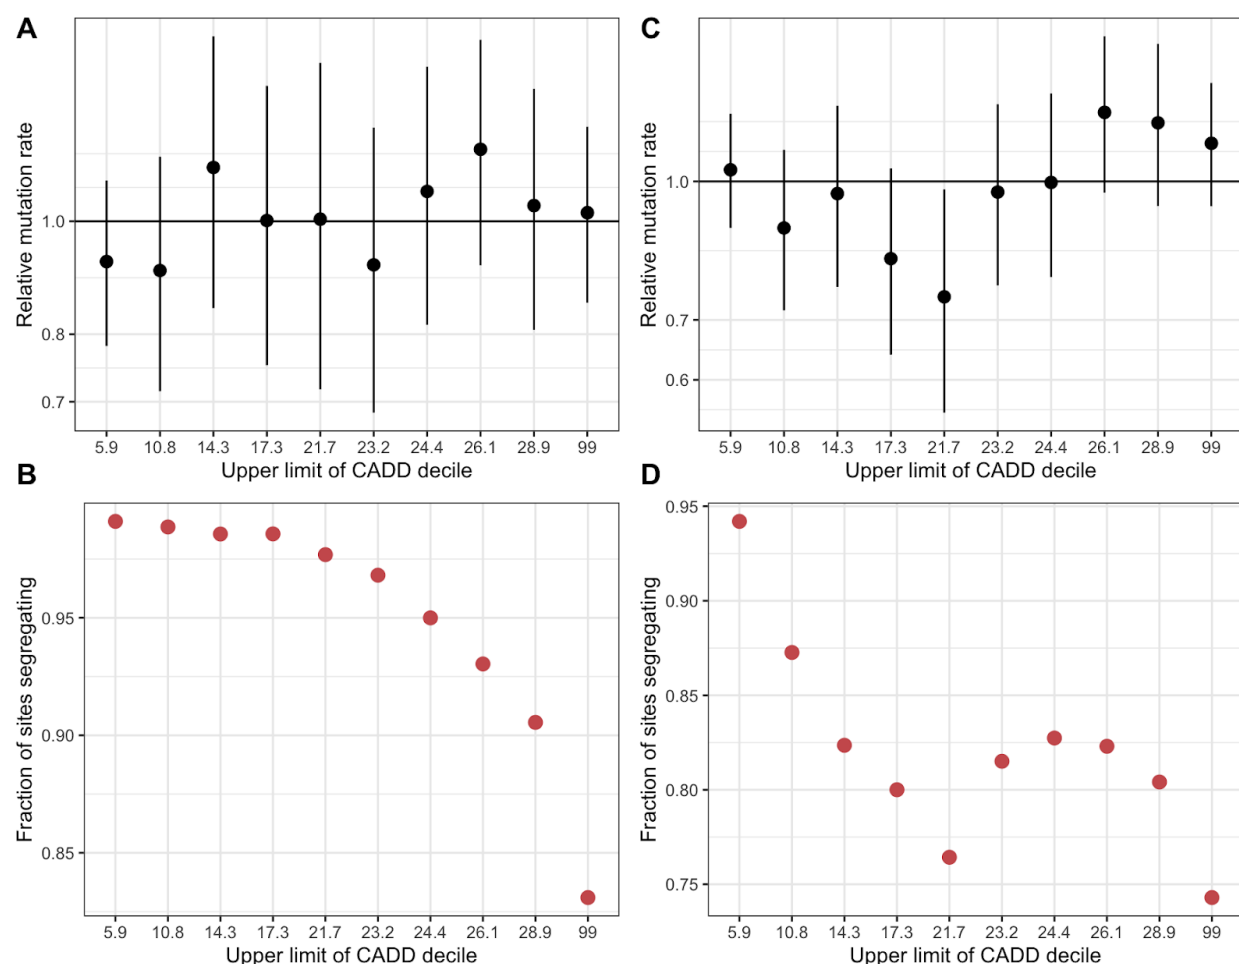 A
Relative mutation rate
1.0
0.8
0.7
5.9 10.8 14.3 17.3 21.7 23.2 24.4 26.1 28.9 99
Upper limit of CADD decile
C
Relative mutation rate
1.0
0.7
0.6
5.9 10.8 14.3 17.3 21.7 23.2 24.4 26.1 28.9 99
Upper limit of CADD decile
B
Fraction of sites segregating
0.95
0.90
0.85
5.9 10.8 14.3 17.3 21.7 23.2 24.4 26.1 28.9 99
Upper limit of CADD decile
D
Fraction of sites segregating
0.95
0.90
0.85
0.80
0.75
5.9 10.8 14.3 17.3 21.7 23.2 24.4 26.1 28.9 99
Upper limit of CADD decile